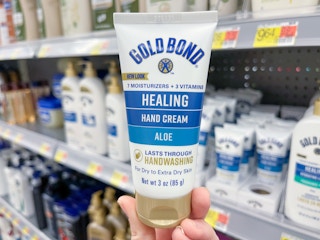 GOLD BOND
NEW LOOK
7 MOISTURIZERS + 3 VITAMINS
HEALING
HAND CREAM
ALOE
LASTS THROUGH
HANDWASHING
For Dry to Extra Dry Skin
Net wt 3 oz (85 g)